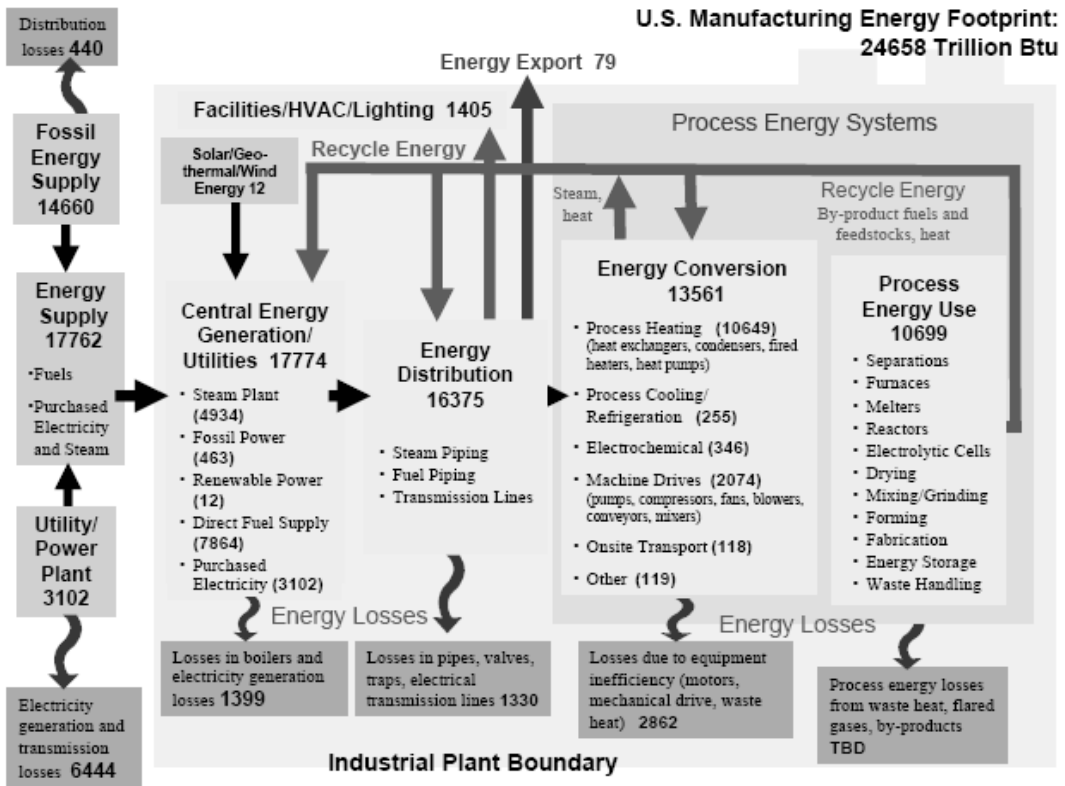 U.S. Manufacturing Energy Footprint:
24658 Trillion Btu
Distribution
losses 440
Fossil
Energy
Supply
14660
Energy
Supply
17762
•Fuels
•Purchased
Electricity
and Steam
Utility/
Power
Plant
3102
Electricity
generation and
transmission
losses 6444
Energy Export 79
Facilities/HVAC/Lighting 1405
Solar/Geo-
thermal/Wind
Energy 12
Recycle Energy
Central Energy
Generation/
Utilities 17774
• Steam Plant
(4934)
• Fossil Power
(463)
• Renewable Power
(12)
• Direct Fuel Supply
(7864)
• Purchased
Electricity (3102)
Energy
Distribution
16375
• Steam Piping
• Fuel Piping
• Transmission Lines
Process Energy Systems
Steam,
heat
Recycle Energy
By-product fuels and
feedstocks, heat
Energy Conversion
13561
• Process Heating (10649)
(heat exchangers, condensers, fired
heaters, heat pumps)
• Process Cooling/
Refrigeration (255)
• Electrochemical (346)
• Machine Drives (2074)
(pumps, compressors, fans, blowers,
conveyors, mixers)
• Onsite Transport (118)
• Other (119)
Process
Energy Use
10699
• Separations
• Furnaces
• Melters
• Reactors
• Electrolytic Cells
• Drying
• Mixing/Grinding
• Forming
• Fabrication
• Energy Storage
• Waste Handling
Energy Losses
Energy Losses
Losses in boilers and
electricity generation
losses 1399
Losses in pipes, valves,
traps, electrical
transmission lines 1330
Losses due to equipment
inefficiency (motors,
mechanical drive, waste
heat) 2862
Process energy losses
from waste heat, flared
gases, by-products
TBD
Industrial Plant Boundary